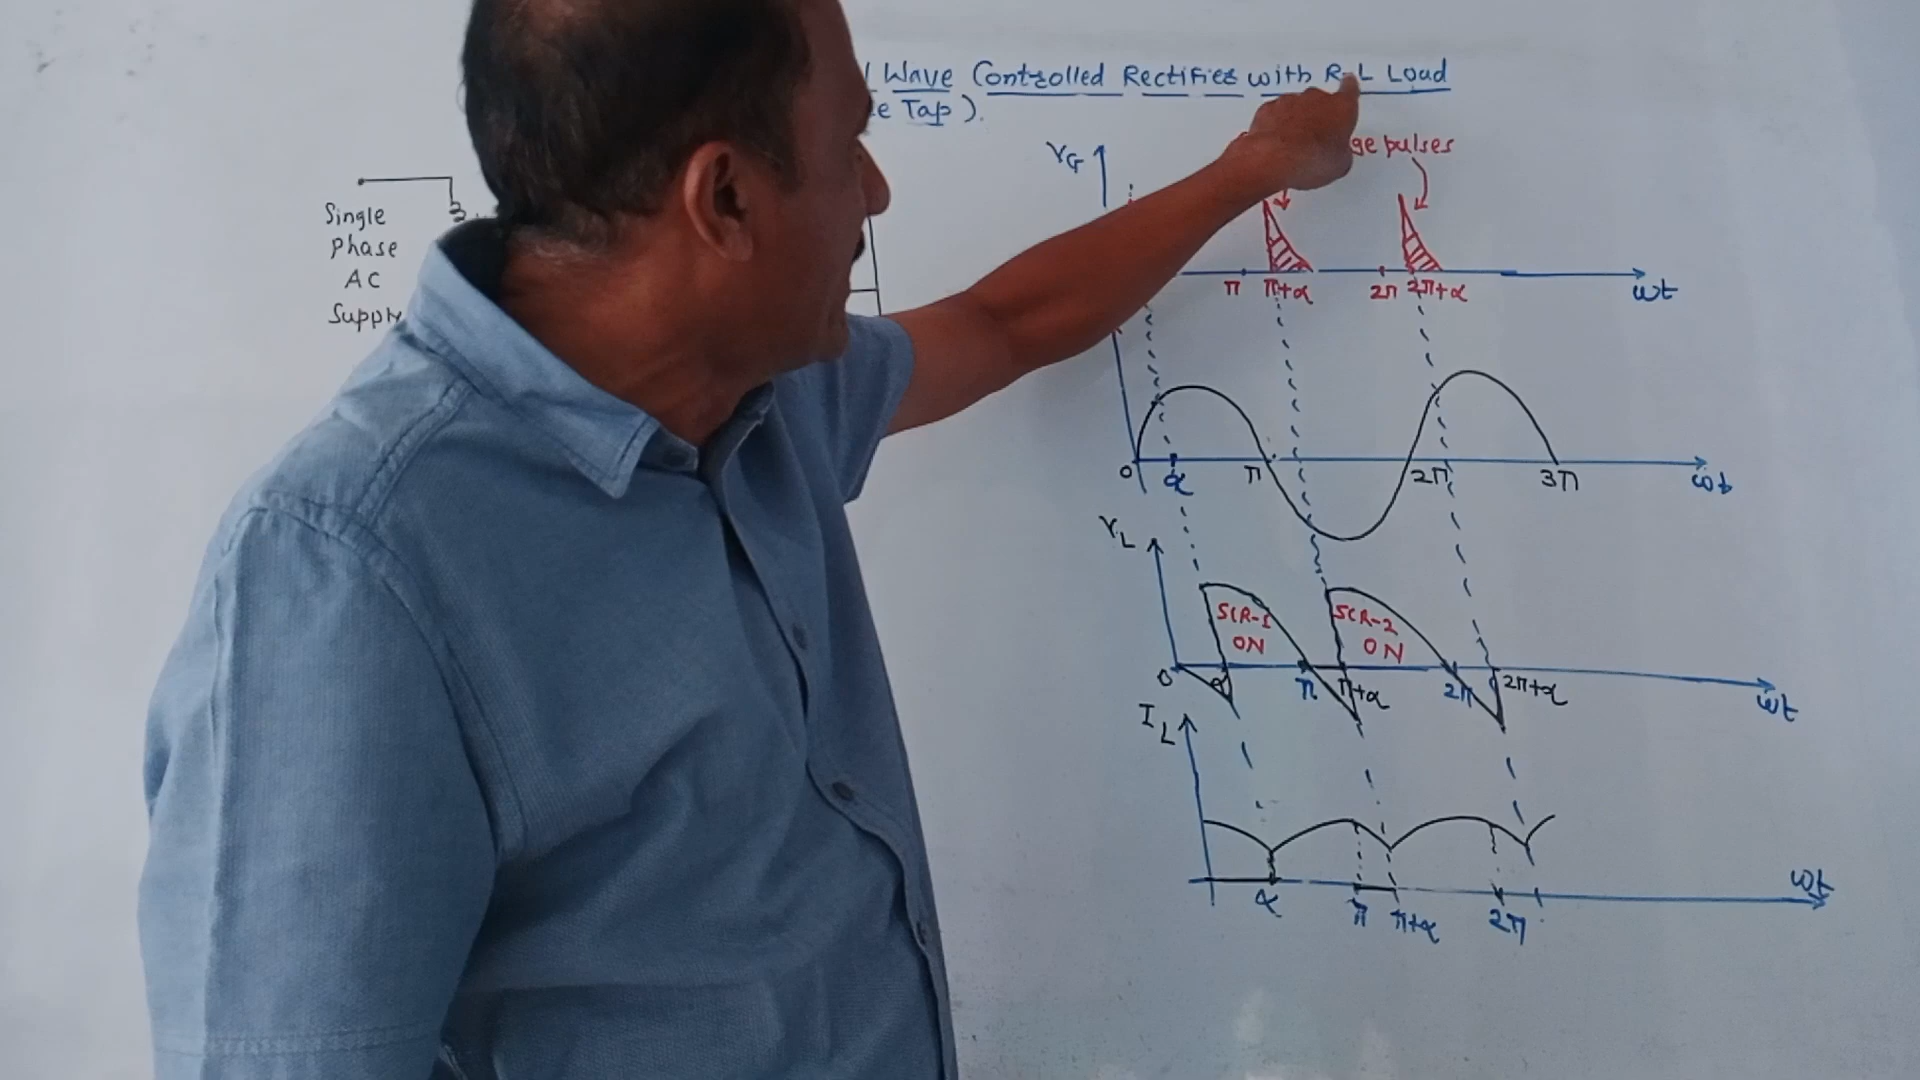 Wave Controlled Rectifier with R-L Load
Tap).
Single
phase
AC
Supply
VG
pulses
π π+α 2π 2π+α ωt
0 α π 2π 3π ωt
VL
SCR-1
ON
SCR-2
ON
0 α π π+α 2π 2π+α ωt
IL
α π π+α 2π ωt